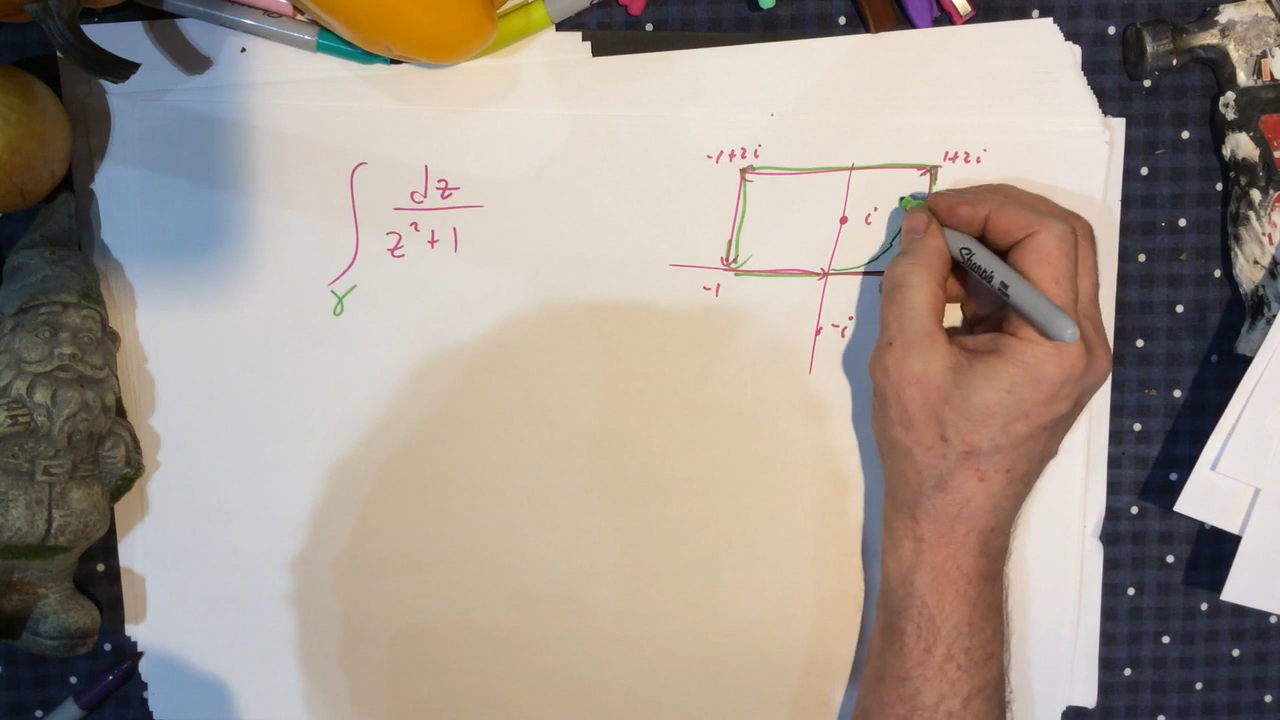 ∫ dz
z²+1
γ
-1+2i
1+2i
i
-1
-i
Sharpie